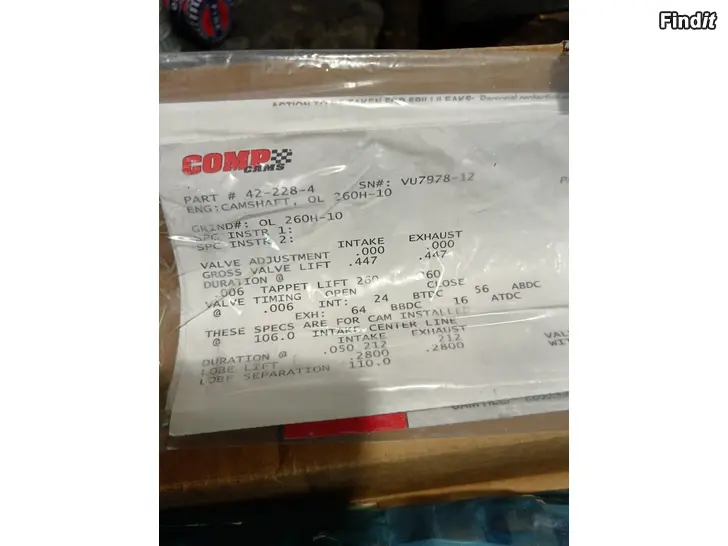 Findit
COMP
CAMS
PART # 42-228-4 SN#: VU7978-12
ENG:CAMSHAFT, OL 260H-10
GRIND#: OL 260H-10
SPC INSTR 1:
SPC INSTR 2:
INTAKE EXHAUST
VALVE ADJUSTMENT .000 .000
GROSS VALVE LIFT .447 .447
DURATION @
.006 TAPPET LIFT 260 260
VALVE TIMING OPEN CLOSE
@ .006 INT: 24 BTDC 56 ABDC
EXH: 64 BBDC 16 ATDC
THESE SPECS ARE FOR CAM INSTALLED
@ 106.0 INTAKE CENTER LINE
INTAKE EXHAUST
DURATION @ .050 212 212
LOBE LIFT .2800 .2800
LOBE SEPARATION 110.0